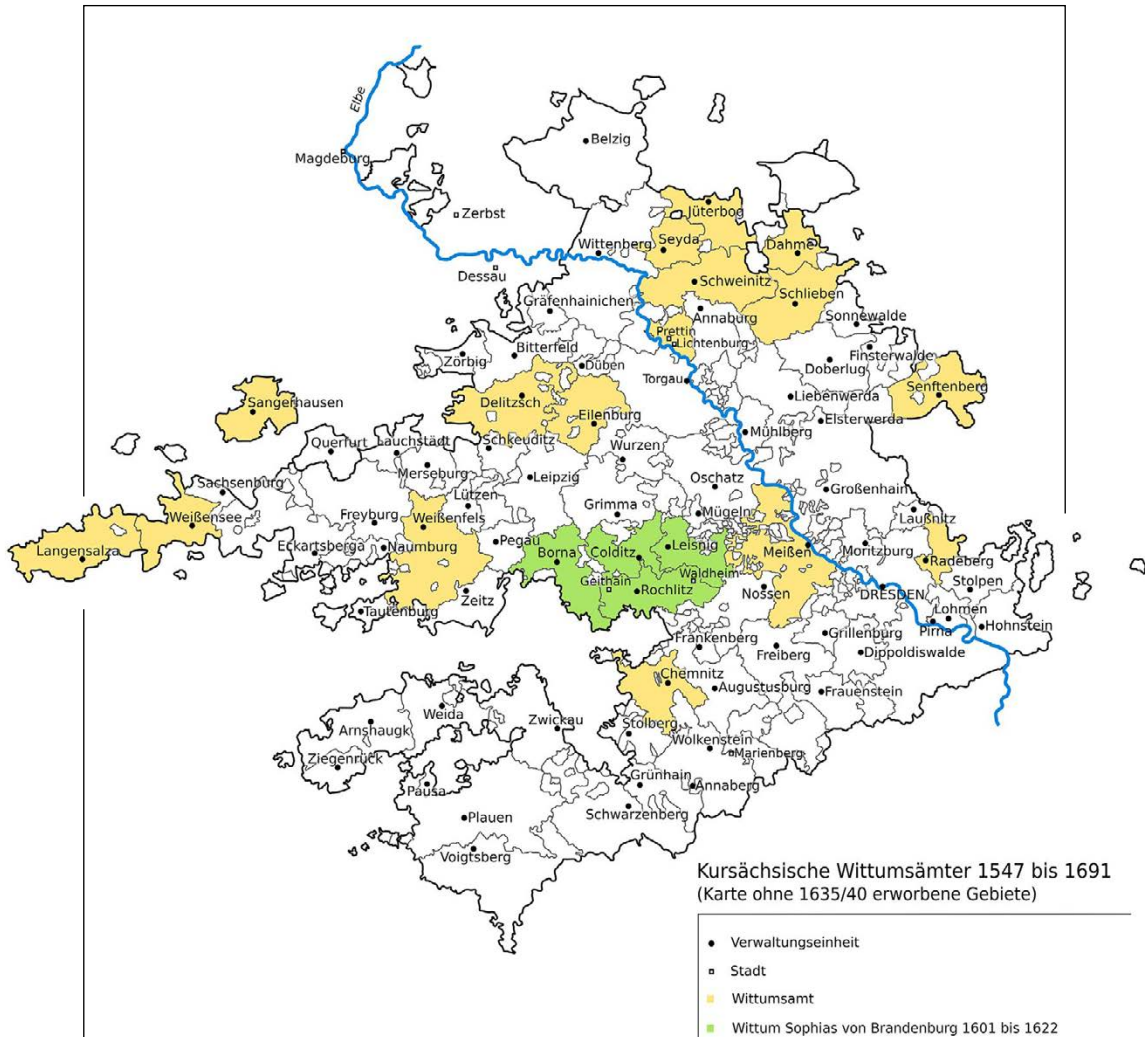 Elbe
Belzig
Magdeburg
Jüterbog
Zerbst
Seyda
Dahme
Wittenberg
Dessau
Schweinitz
Schlieben
Gräfenhainichen
Annaburg
Sonnewalde
Prettin
Lichtenburg
Bitterfeld
Zörbig
Düben
Finsterwalde
Doberlug
Torgau
Senftenberg
Sangerhausen
Delitzsch
Liebenwerda
Eilenburg
Elsterwerda
Mühlberg
Querfurt
Lauchstädt
Schkeuditz
Wurzen
Merseburg
Leipzig
Oschatz
Sachsenburg
Lützen
Großenhain
Grimma
Mügeln
Laußnitz
Freyburg
Weißensee
Weißenfels
Langensalza
Eckartsberga
Naumburg
Pegau
Borna
Colditz
Leisnig
Meißen
Moritzburg
Radeberg
Geithain
Waldheim
Stolpen
Zeitz
Rochlitz
Nossen
DRESDEN
Tautenburg
Lohmen
Pirna
Hohnstein
Frankenberg
Grillenburg
Freiberg
Dippoldiswalde
Chemnitz
Augustusburg
Frauenstein
Weida
Arnshaugk
Zwickau
Stolberg
Wolkenstein
Marienberg
Ziegenrück
Grünhain
Annaberg
Pausa
Schwarzenberg
Plauen
Voigtsberg
Kursächsische Wittumsämter 1547 bis 1691
(Karte ohne 1635/40 erworbene Gebiete)
Verwaltungseinheit
Stadt
Wittumsamt
Wittum Sophias von Brandenburg 1601 bis 1622